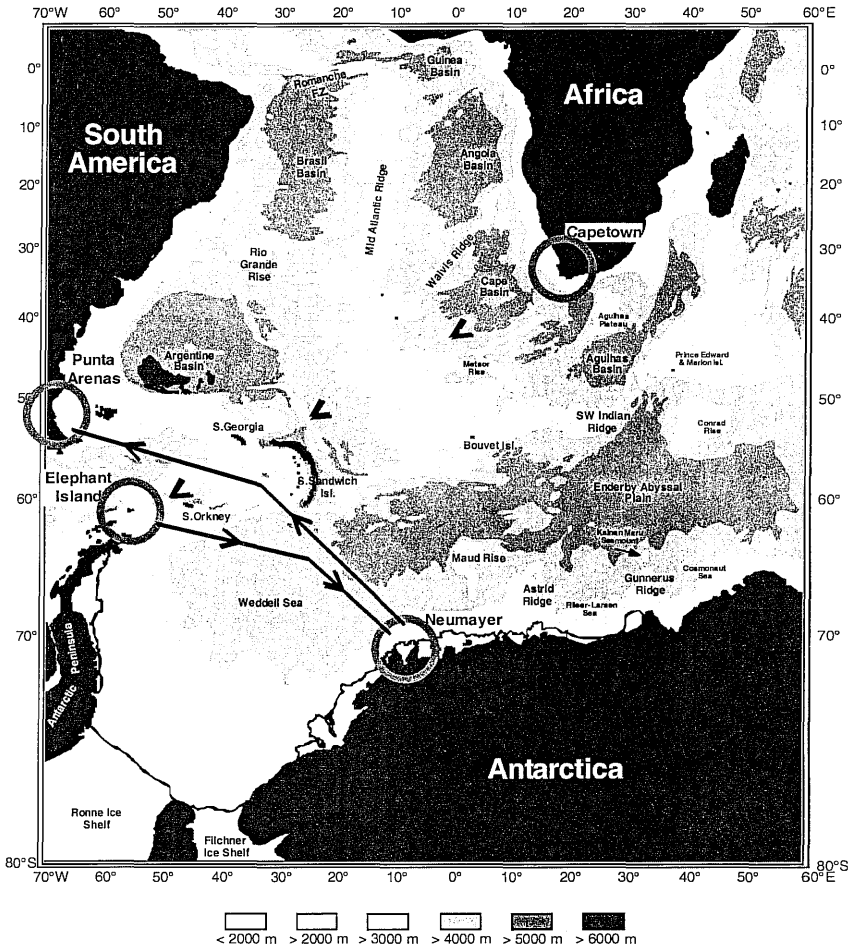 70°W 60° 50° 40° 30° 20° 10° 0° 10° 20° 30° 40° 50° 60°E
0°
10°
20°
30°
40°
50°
60°
70°
80°S
0°
10°
20°
30°
40°
50°
60°
70°
80°S
South
America
Africa
Guinea
Basin
Romanche
FZ
Brasil
Basin
Mid Atlantic Ridge
Angola
Basin
Rio
Grande
Rise
Walvis Ridge
Capetown
Cape
Basin
Agulhas
Plateau
Punta
Arenas
Argentine
Basin
Meteor
Rise
Agulhas
Basin
Prince Edward
& Marion Isl.
S.Georgia
SW Indian
Ridge
Conrad
Rise
Bouvet Isl.
Elephant
Island
S.Sandwich
Isl.
Enderby Abyssal
Plain
S.Orkney
Kainan Maru
Seamount
Maud Rise
Cosmonaut
Sea
Gunnerus
Ridge
Astrid
Ridge
Riiser-Larsen
Sea
Weddell Sea
Neumayer
Antarctic Peninsula
Antarctica
Ronne Ice
Shelf
Filchner
Ice Shelf
70°W 60° 50° 40° 30° 20° 10° 0° 10° 20° 30° 40° 50° 60°E
< 2000 m > 2000 m > 3000 m > 4000 m > 5000 m > 6000 m